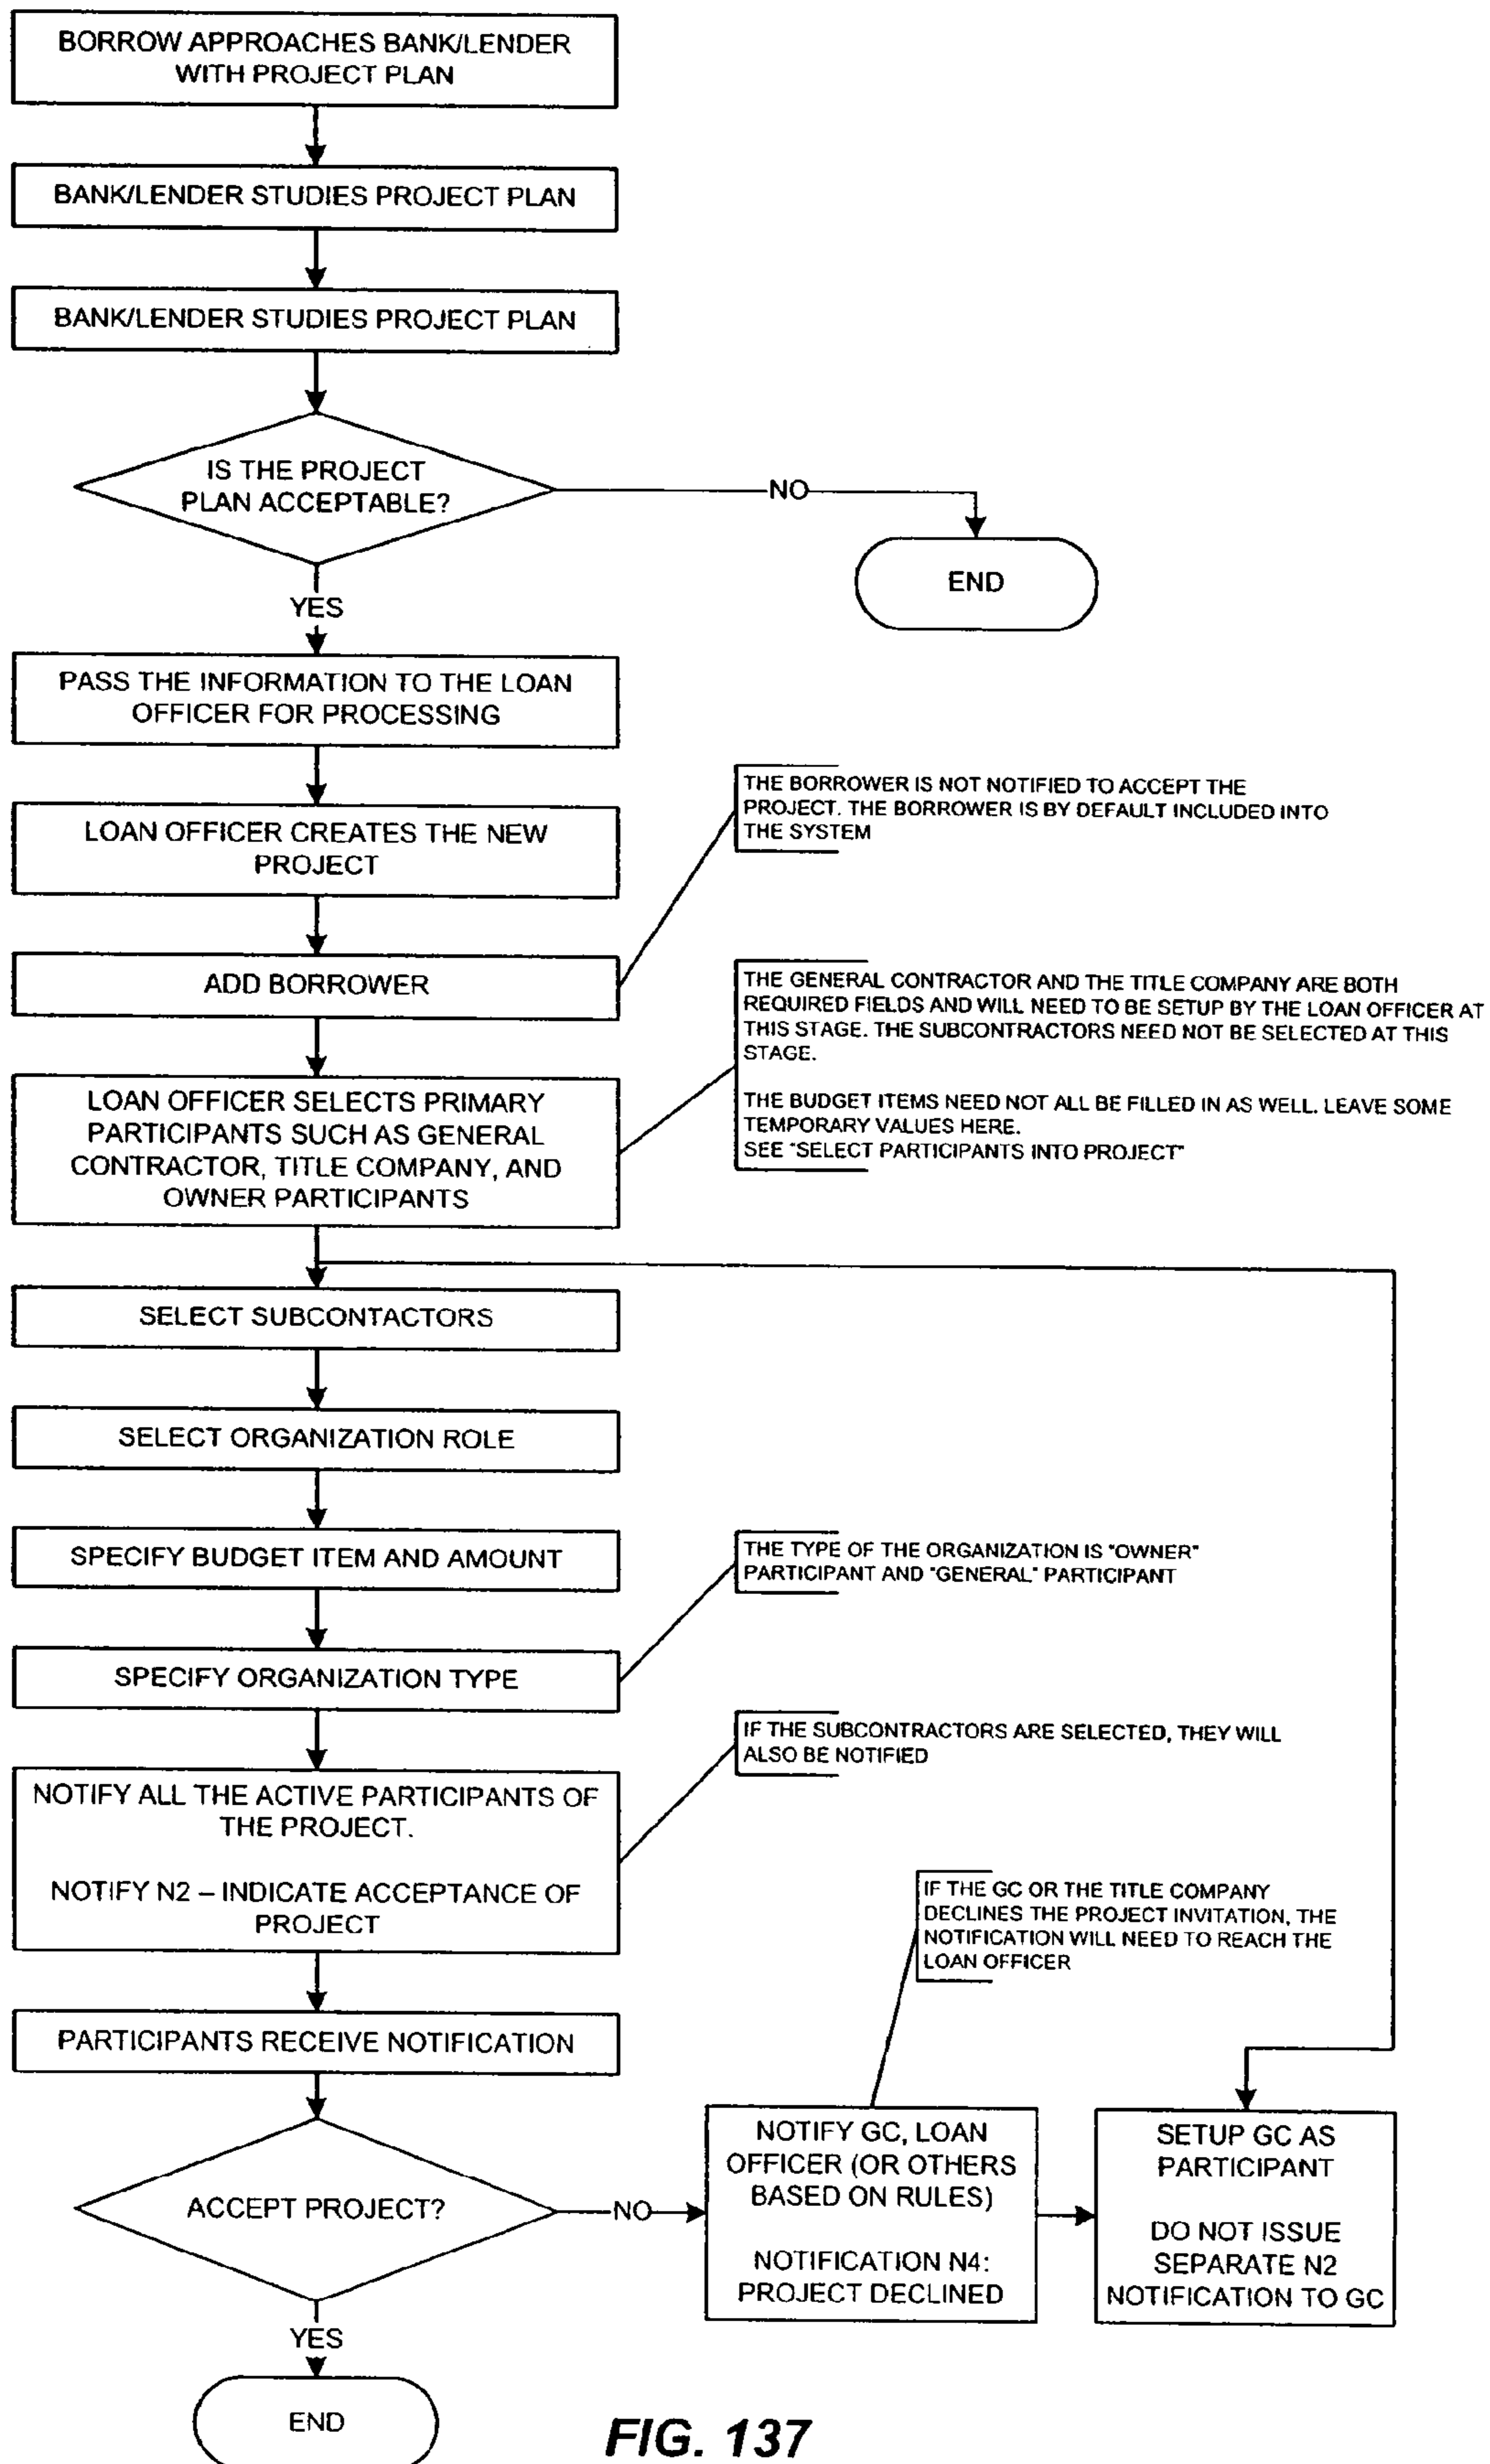 BORROW APPROACHES BANK/LENDER
WITH PROJECT PLAN
BANK/LENDER STUDIES PROJECT PLAN
BANK/LENDER STUDIES PROJECT PLAN
IS THE PROJECT
PLAN ACCEPTABLE?
NO
END
YES
PASS THE INFORMATION TO THE LOAN
OFFICER FOR PROCESSING
LOAN OFFICER CREATES THE NEW
PROJECT
THE BORROWER IS NOT NOTIFIED TO ACCEPT THE
PROJECT. THE BORROWER IS BY DEFAULT INCLUDED INTO
THE SYSTEM
ADD BORROWER
THE GENERAL CONTRACTOR AND THE TITLE COMPANY ARE BOTH
REQUIRED FIELDS AND WILL NEED TO BE SETUP BY THE LOAN OFFICER AT
THIS STAGE. THE SUBCONTRACTORS NEED NOT BE SELECTED AT THIS
STAGE.
THE BUDGET ITEMS NEED NOT ALL BE FILLED IN AS WELL. LEAVE SOME
TEMPORARY VALUES HERE.
SEE "SELECT PARTICIPANTS INTO PROJECT"
LOAN OFFICER SELECTS PRIMARY
PARTICIPANTS SUCH AS GENERAL
CONTRACTOR, TITLE COMPANY, AND
OWNER PARTICIPANTS
SELECT SUBCONTACTORS
SELECT ORGANIZATION ROLE
SPECIFY BUDGET ITEM AND AMOUNT
THE TYPE OF THE ORGANIZATION IS "OWNER"
PARTICIPANT AND "GENERAL" PARTICIPANT
SPECIFY ORGANIZATION TYPE
IF THE SUBCONTRACTORS ARE SELECTED, THEY WILL
ALSO BE NOTIFIED
NOTIFY ALL THE ACTIVE PARTICIPANTS OF
THE PROJECT.
NOTIFY N2 – INDICATE ACCEPTANCE OF
PROJECT
IF THE GC OR THE TITLE COMPANY
DECLINES THE PROJECT INVITATION, THE
NOTIFICATION WILL NEED TO REACH THE
LOAN OFFICER
PARTICIPANTS RECEIVE NOTIFICATION
ACCEPT PROJECT?
NO
NOTIFY GC, LOAN
OFFICER (OR OTHERS
BASED ON RULES)
NOTIFICATION N4:
PROJECT DECLINED
SETUP GC AS
PARTICIPANT
DO NOT ISSUE
SEPARATE N2
NOTIFICATION TO GC
YES
END
FIG. 137